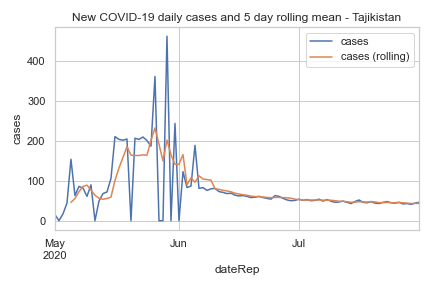 New COVID-19 daily cases and 5 day rolling mean - Tajikistan
cases
cases (rolling)
cases
400
300
200
100
0
May
2020
Jun
Jul
dateRep